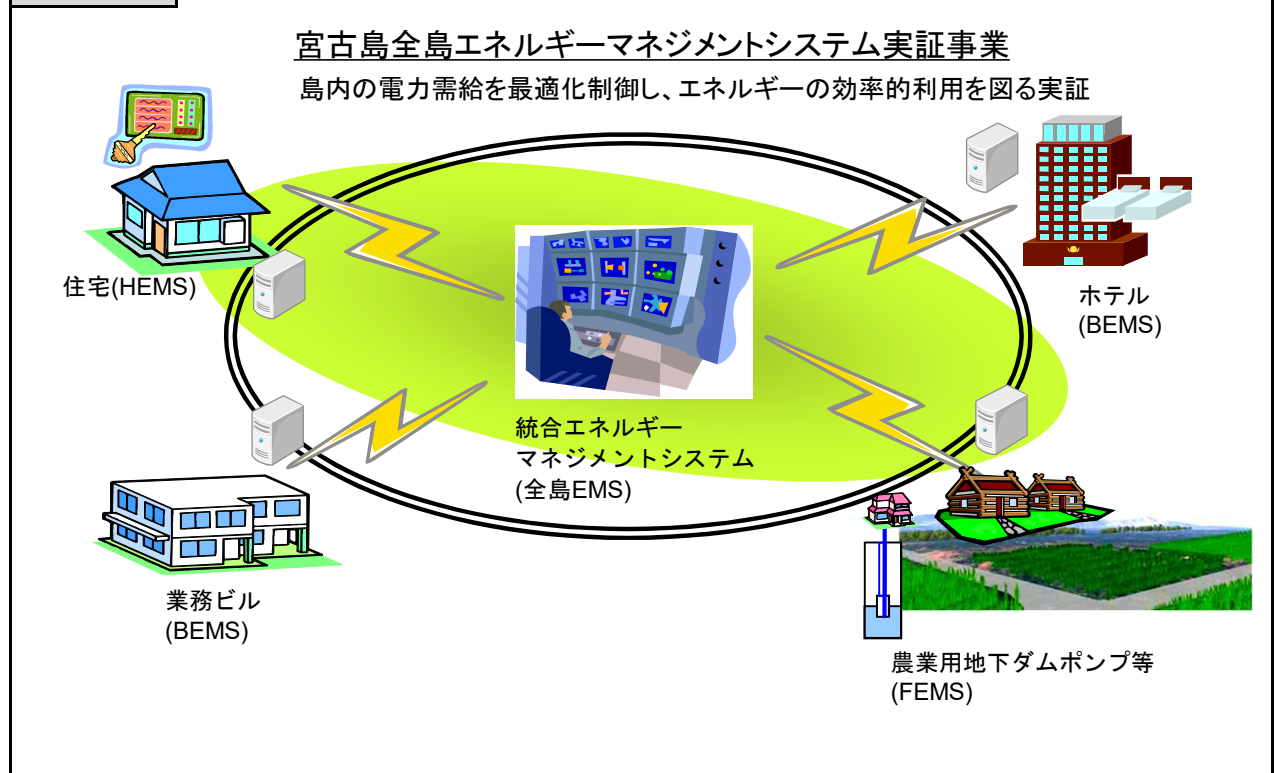 宮古島全島エネルギーマネジメントシステム実証事業
島内の電力需給を最適化制御し、エネルギーの効率的利用を図る実証
住宅(HEMS)
ホテル
(BEMS)
統合エネルギー
マネジメントシステム
(全島EMS)
業務ビル
(BEMS)
農業用地下ダムポンプ等
(FEMS)